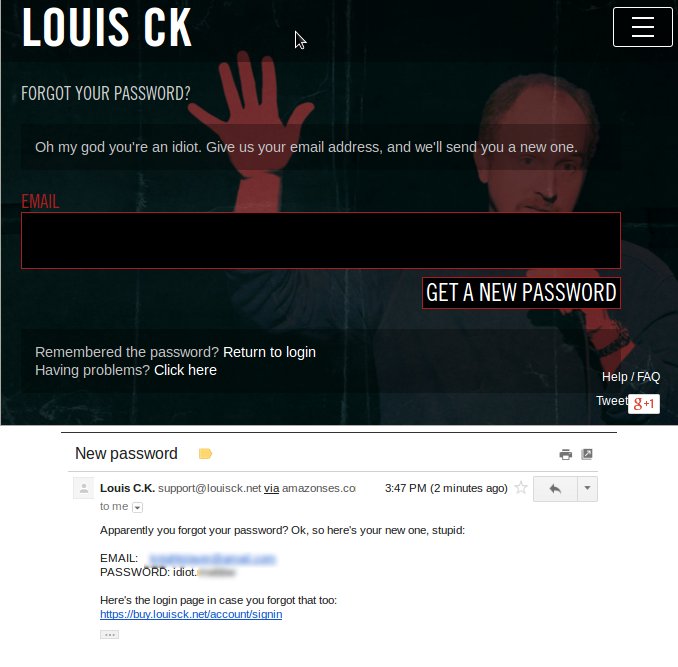 LOUIS CK
FORGOT YOUR PASSWORD?
Oh my god you're an idiot. Give us your email address, and we'll send you a new one.
EMAIL
GET A NEW PASSWORD
Remembered the password? Return to login
Having problems? Click here
Help / FAQ
Tweet g+1
New password
Louis C.K. support@louisck.net via amazonses.co 3:47 PM (2 minutes ago)
to me
Apparently you forgot your password? Ok, so here's your new one, stupid:
EMAIL:
PASSWORD: idiot.
Here's the login page in case you forgot that too:
https://buy.louisck.net/account/signin